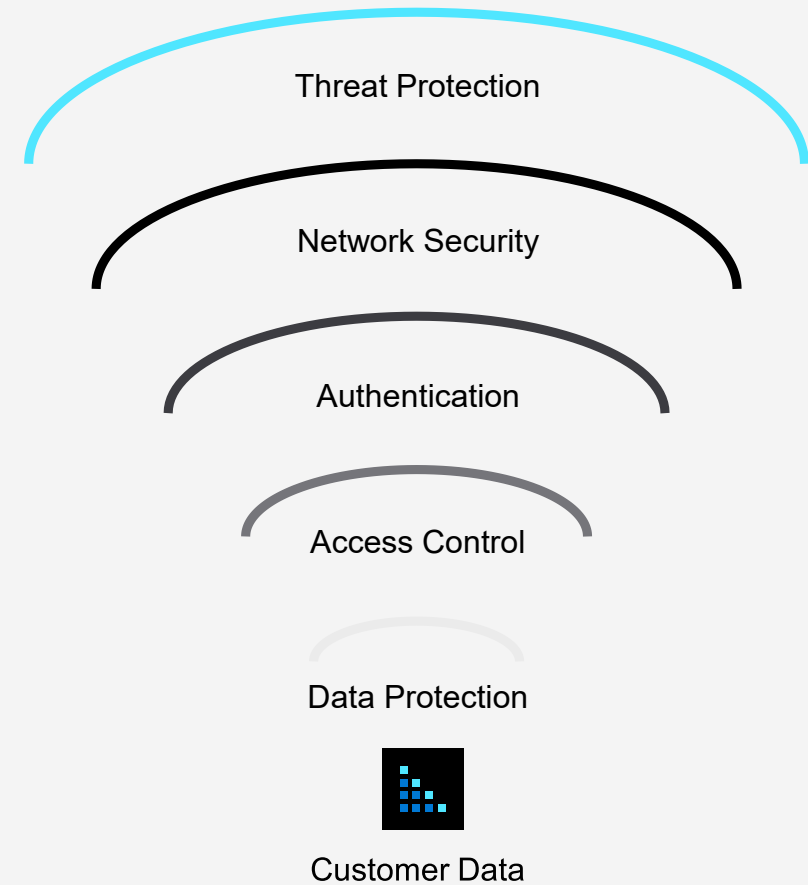 Threat Protection
Network Security
Authentication
Access Control
Data Protection
Customer Data